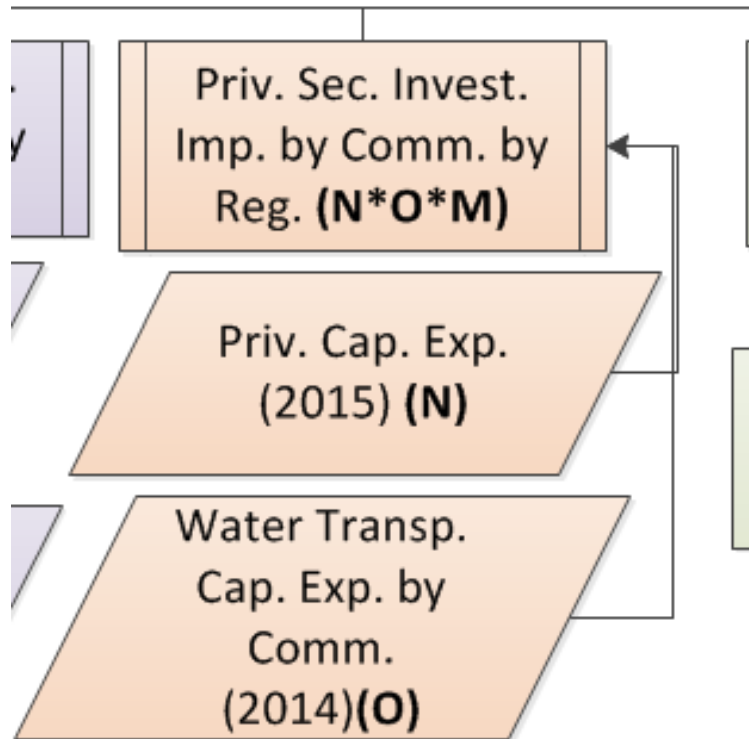 Priv. Sec. Invest.
Imp. by Comm. by
Reg. (N*O*M)
Priv. Cap. Exp.
(2015) (N)
Water Transp.
Cap. Exp. by
Comm.
(2014)(O)